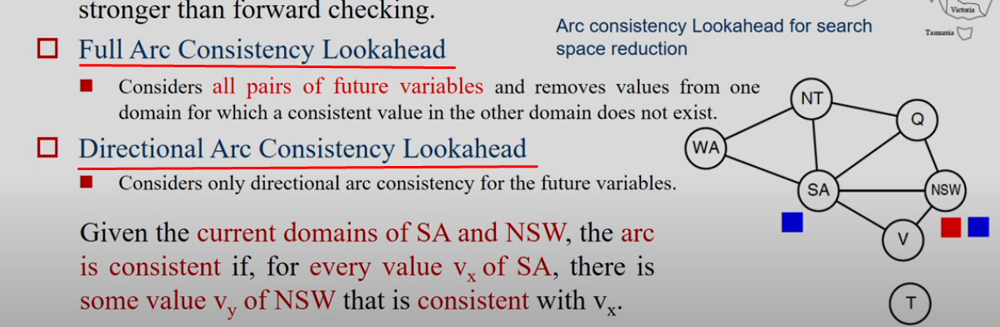 stronger than forward checking.
Full Arc Consistency Lookahead
Considers all pairs of future variables and removes values from one
domain for which a consistent value in the other domain does not exist.
Directional Arc Consistency Lookahead
Considers only directional arc consistency for the future variables.
Given the current domains of SA and NSW, the arc
is consistent if, for every value vx of SA, there is
some value vy of NSW that is consistent with vx.
Arc consistency Lookahead for search
space reduction
Victoria
Tasmania
NT
Q
WA
SA
NSW
V
T